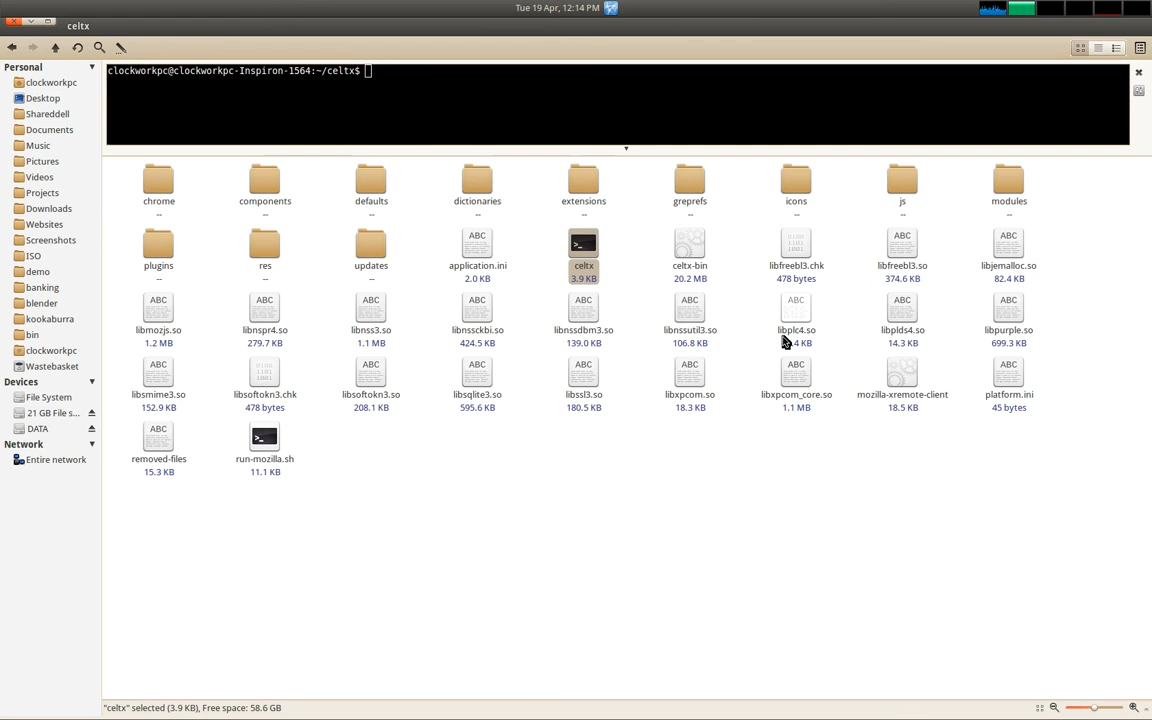 Tue 19 Apr, 12:14 PM
celtx
Personal
clockworkpc
Desktop
Shareddell
Documents
Music
Pictures
Videos
Projects
Downloads
Websites
Screenshots
ISO
demo
banking
blender
kookaburra
bin
clockworkpc
Wastebasket
Devices
File System
21 GB File s...
DATA
Network
Entire network
clockworkpc@clockworkpc-Inspiron-1564:~/celtx$
chrome components defaults dictionaries extensions greprefs icons js modules
-- -- -- -- -- -- -- -- --
plugins res updates application.ini celtx celtx-bin libfreebl3.chk libfreebl3.so libjemalloc.so
-- -- -- 2.0 KB 3.9 KB 20.2 MB 478 bytes 374.6 KB 82.4 KB
libmozjs.so libnspr4.so libnss3.so libnssckbi.so libnssdbm3.so libnssutil3.so libplc4.so libplds4.so libpurple.so
1.2 MB 279.7 KB 1.1 MB 424.5 KB 139.0 KB 106.8 KB .4 KB 14.3 KB 699.3 KB
libsmime3.so libsoftokn3.chk libsoftokn3.so libsqlite3.so libssl3.so libxpcom.so libxpcom_core.so mozilla-xremote-client platform.ini
152.9 KB 478 bytes 208.1 KB 595.6 KB 180.5 KB 18.3 KB 1.1 MB 18.5 KB 45 bytes
removed-files run-mozilla.sh
15.3 KB 11.1 KB
"celtx" selected (3.9 KB), Free space: 58.6 GB